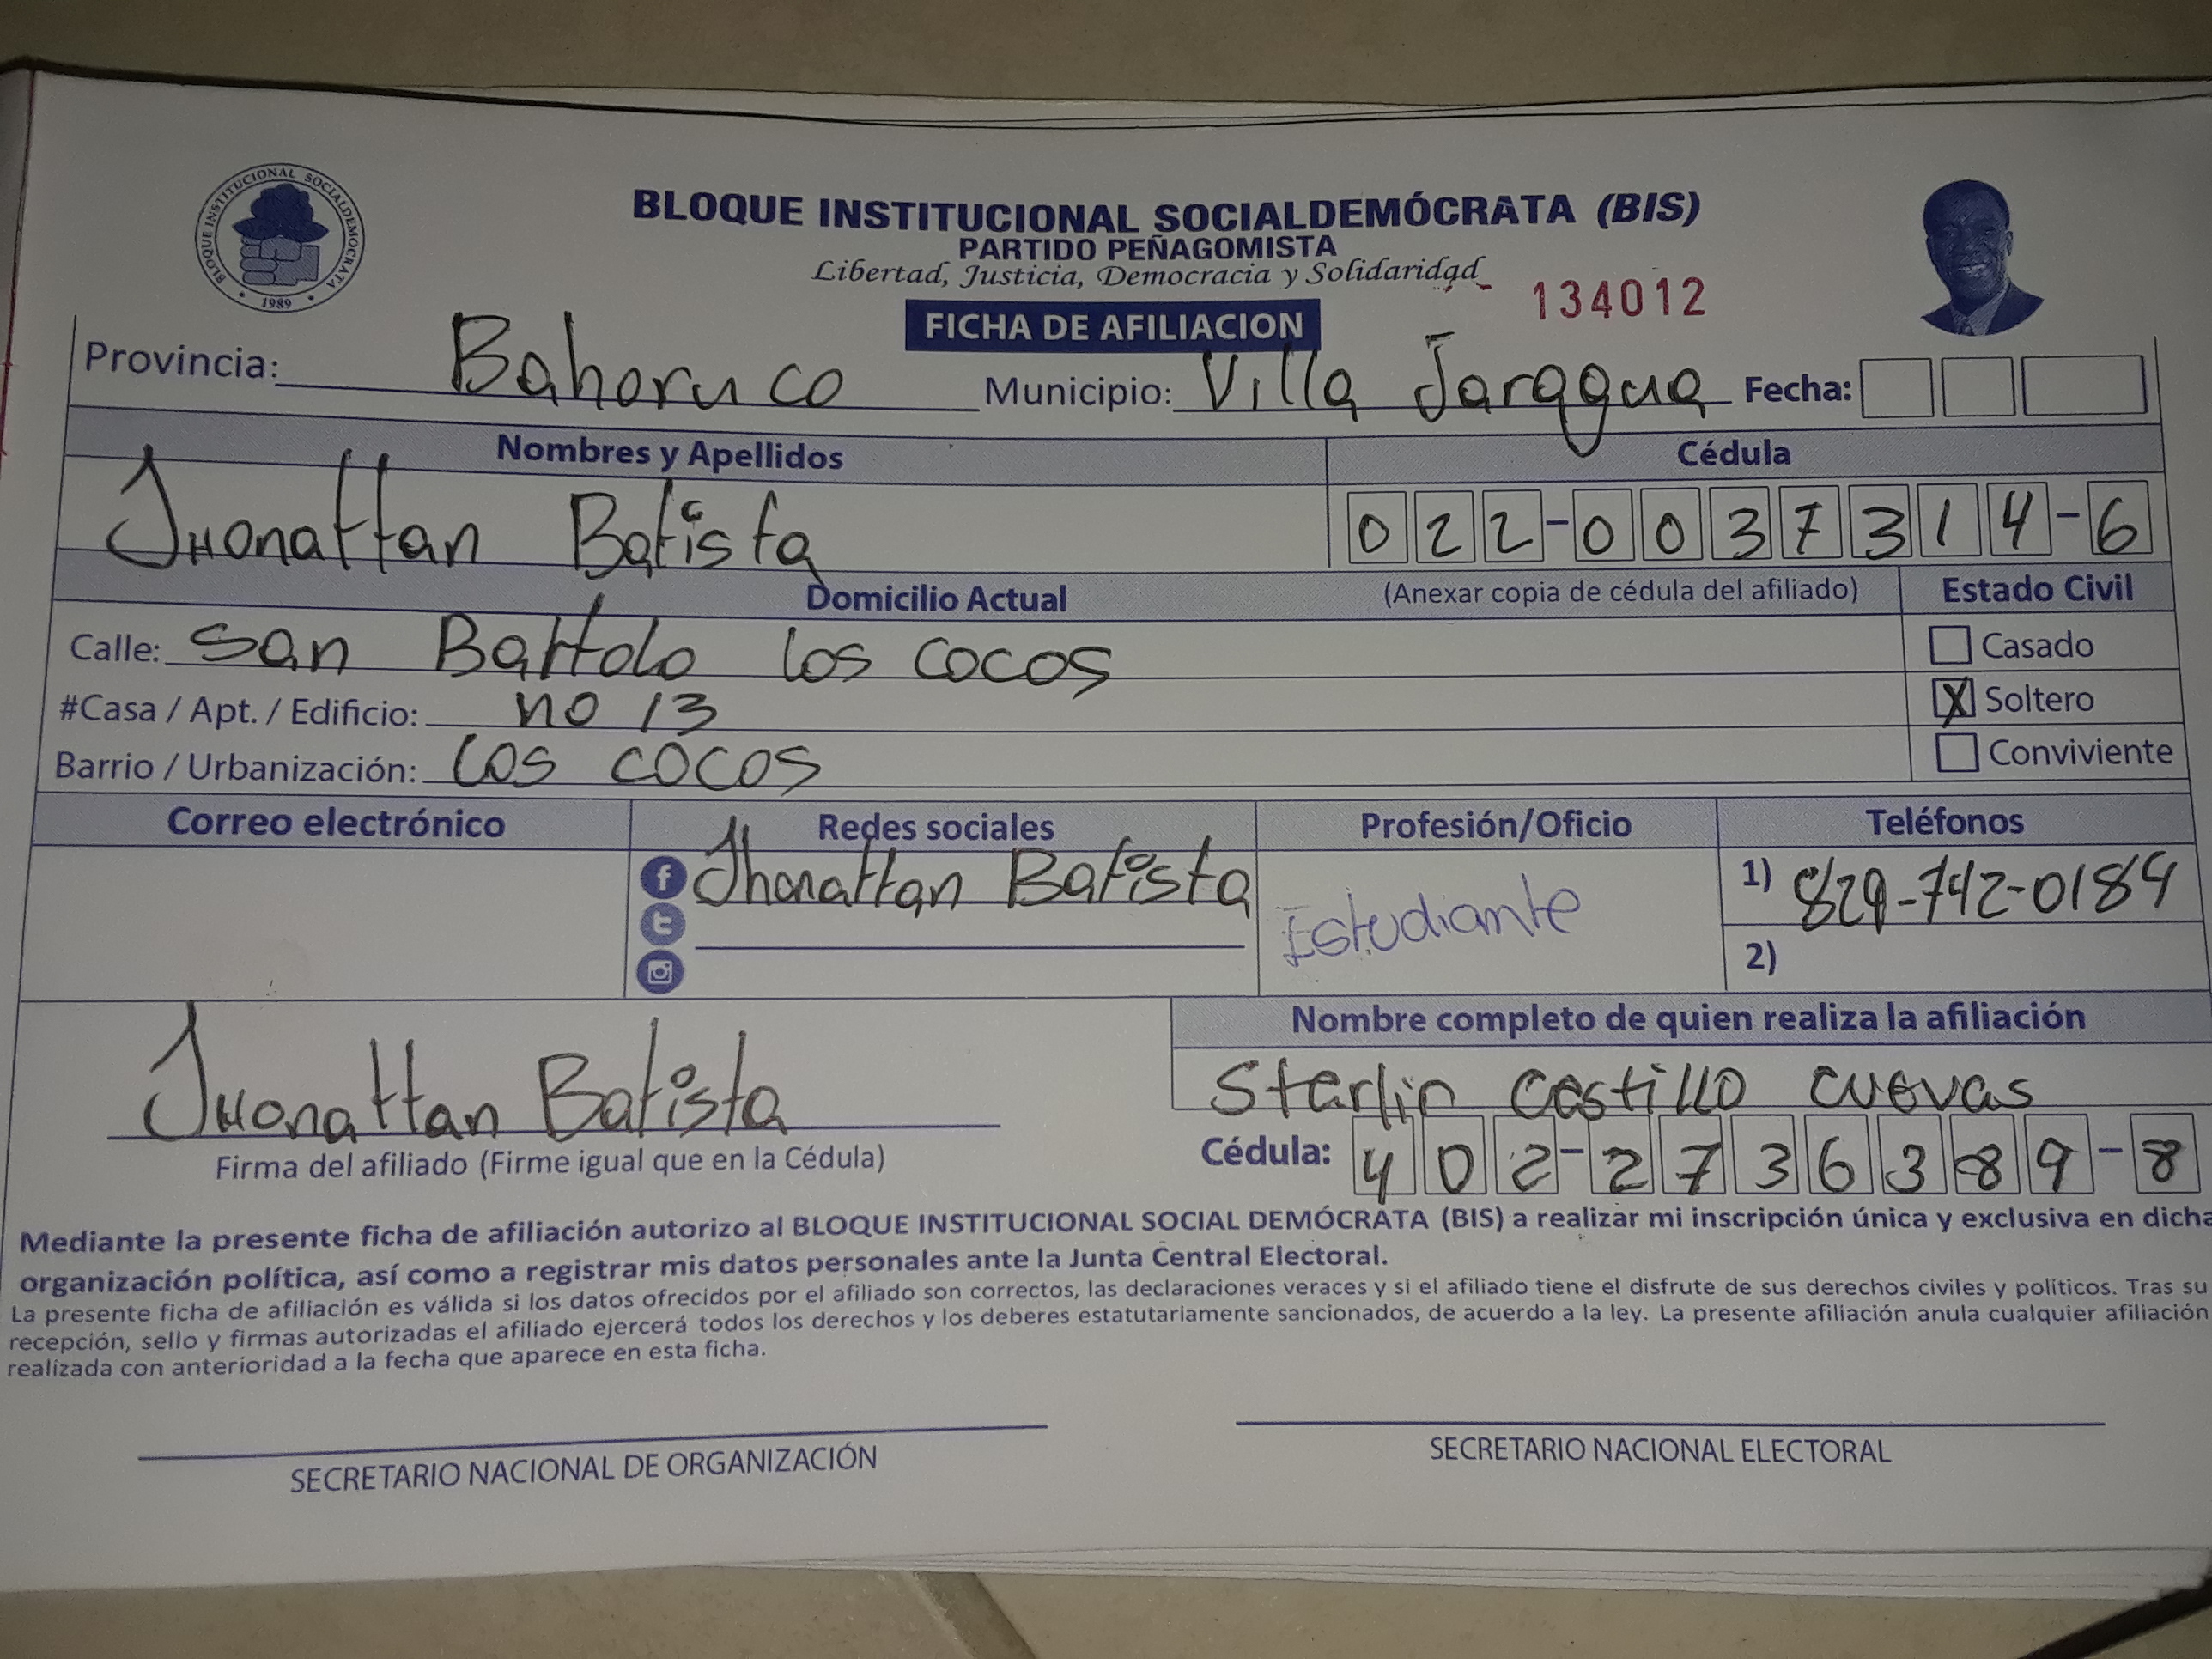 BLOQUE INSTITUCIONAL SOCIALDEMOCRATA
1989
BLOQUE INSTITUCIONAL SOCIALDEMÓCRATA (BIS)
PARTIDO PEÑAGOMISTA
Libertad, Justicia, Democracia y Solidaridad
134012
FICHA DE AFILIACION
Provincia: Bahoruco Municipio: Villa Jaragua Fecha:
Nombres y Apellidos Cédula
Jhonattan Batista 022-0037314-6
Domicilio Actual (Anexar copia de cédula del afiliado) Estado Civil
Calle: San Bartolo los cocos Casado
#Casa / Apt. / Edificio: no 13 X Soltero
Barrio / Urbanización: Los cocos Conviviente
Correo electrónico Redes sociales Profesión/Oficio Teléfonos
f Jhonattan Batista Estudiante 1) 829-742-0189
2)
Nombre completo de quien realiza la afiliación
Jhonattan Batista Starlin Castillo Cuevas
Firma del afiliado (Firme igual que en la Cédula) Cédula: 402-2736389-8
Mediante la presente ficha de afiliación autorizo al BLOQUE INSTITUCIONAL SOCIAL DEMÓCRATA (BIS) a realizar mi inscripción única y exclusiva en dicha
organización política, así como a registrar mis datos personales ante la Junta Central Electoral.
La presente ficha de afiliación es válida si los datos ofrecidos por el afiliado son correctos, las declaraciones veraces y si el afiliado tiene el disfrute de sus derechos civiles y políticos. Tras su
recepción, sello y firmas autorizadas el afiliado ejercerá todos los derechos y los deberes estatutariamente sancionados, de acuerdo a la ley. La presente afiliación anula cualquier afiliación
realizada con anterioridad a la fecha que aparece en esta ficha.
SECRETARIO NACIONAL DE ORGANIZACIÓN SECRETARIO NACIONAL ELECTORAL